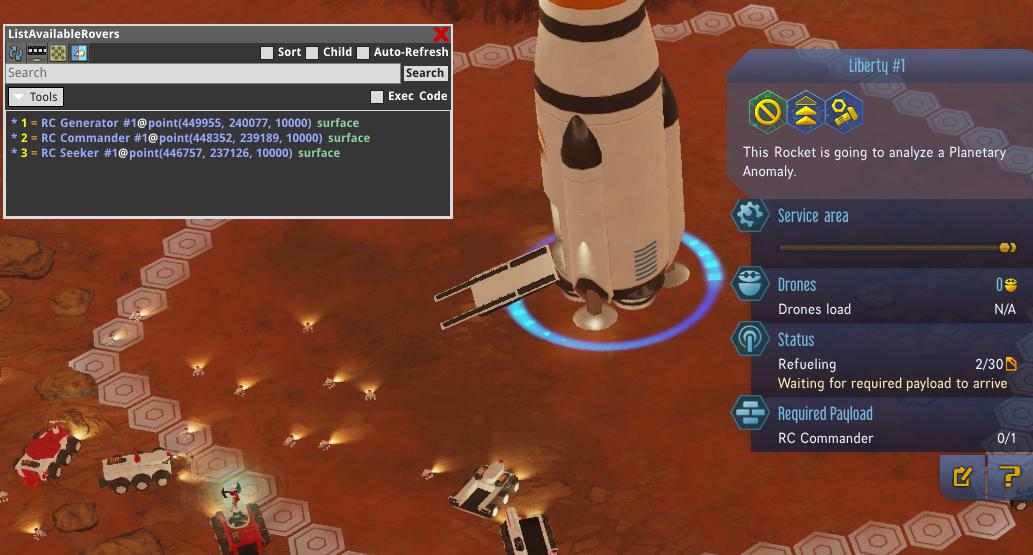 ListAvailableRovers
Sort Child Auto-Refresh
Search Search
Tools Exec Code
* 1 = RC Generator #1@point(449955, 240077, 10000) surface
* 2 = RC Commander #1@point(448352, 239189, 10000) surface
* 3 = RC Seeker #1@point(446757, 237126, 10000) surface
Liberty #1
This Rocket is going to analyze a Planetary
Anomaly.
Service area
Drones 0
Drones load N/A
Status
Refueling 2/30
Waiting for required payload to arrive
Required Payload
RC Commander 0/1